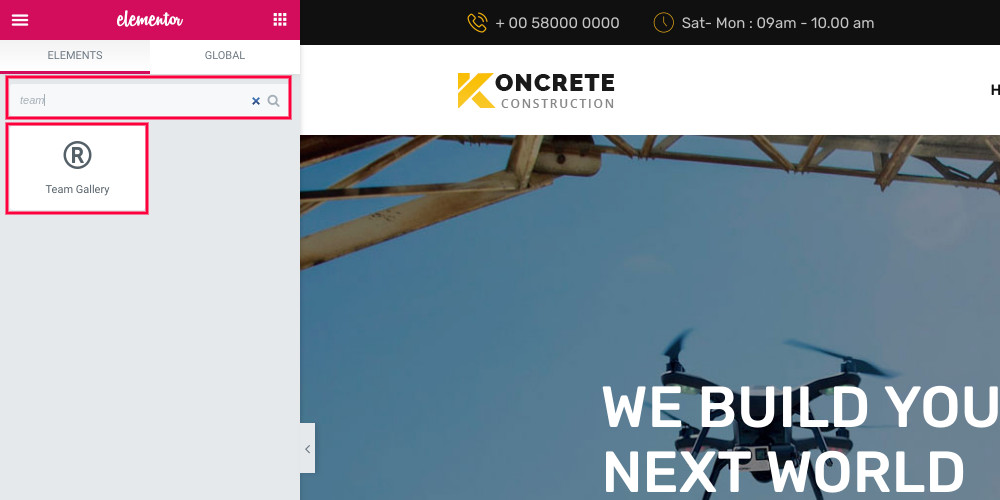 elementor
ELEMENTS
GLOBAL
team
® 
Team Gallery
+ 00 58000 0000
Sat- Mon : 09am - 10.00 am
KONCRETE
CONSTRUCTION
H
WE BUILD YOU
NEXT WORLD